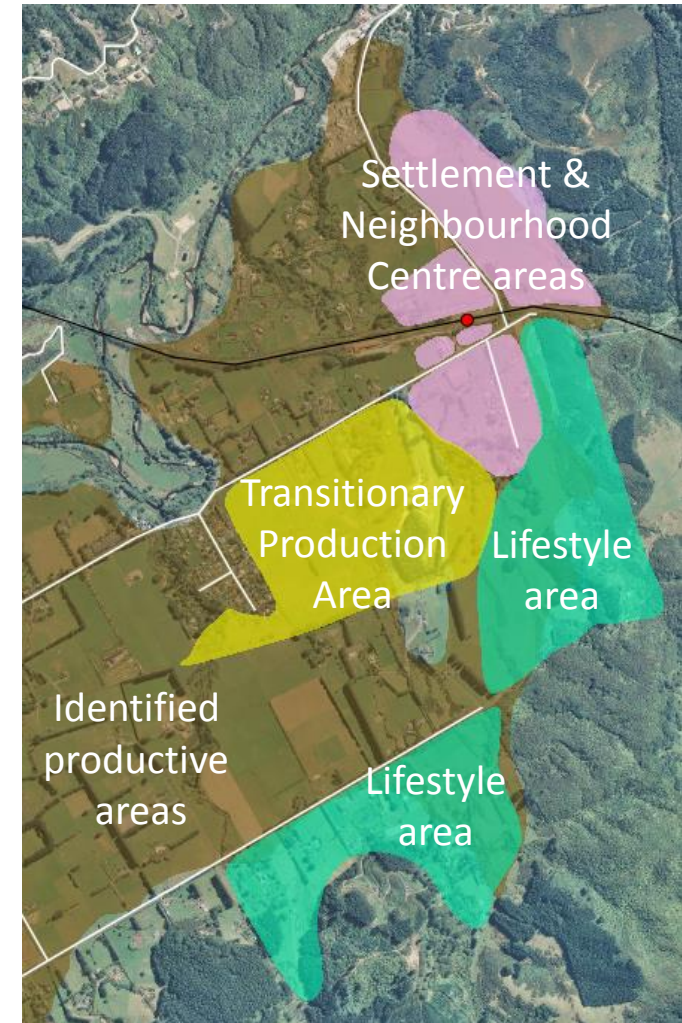 Settlement &
Neighbourhood
Centre areas
Transitionary
Production
Area
Lifestyle
area
Identified
productive
areas
Lifestyle
area